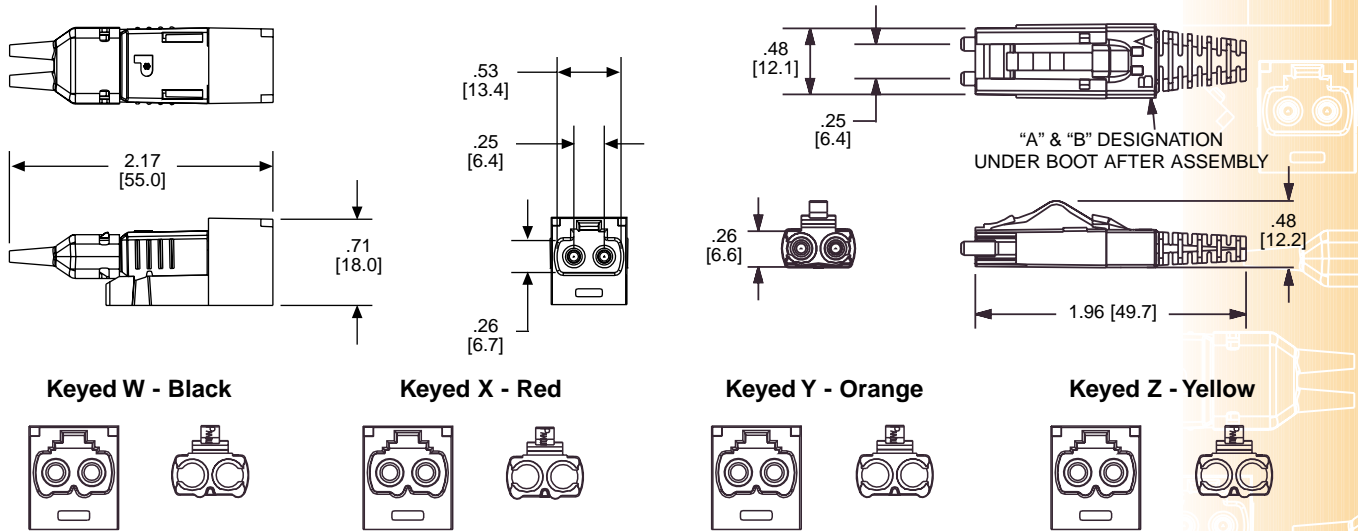 2.17
[55.0]
.71
[18.0]
.53
[13.4]
.25
[6.4]
.26
[6.7]
.48
[12.1]
.25
[6.4]
A
B
“A” & “B” DESIGNATION
UNDER BOOT AFTER ASSEMBLY
.26
[6.6]
.48
[12.2]
1.96 [49.7]
Keyed W - Black
Keyed X - Red
Keyed Y - Orange
Keyed Z - Yellow